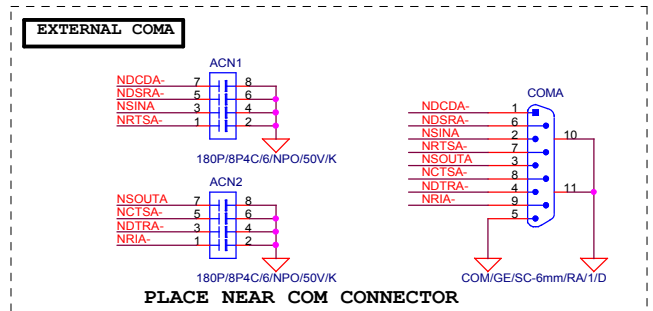 EXTERNAL COMA
ACN1
NDCDA- 7 8
NDSRA- 5 6
NSINA 3 4
NRTSA- 1 2
180P/8P4C/6/NPO/50V/K
ACN2
NSOUTA 7 8
NCTSA- 5 6
NDTRA- 3 4
NRIA- 1 2
180P/8P4C/6/NPO/50V/K
COMA
NDCDA- 1
NDSRA- 6
NSINA 2 10
NRTSA- 7
NSOUTA 3
NCTSA- 8
NDTRA- 4 11
NRIA- 9
5
COM/GE/SC-6mm/RA/1/D
PLACE NEAR COM CONNECTOR